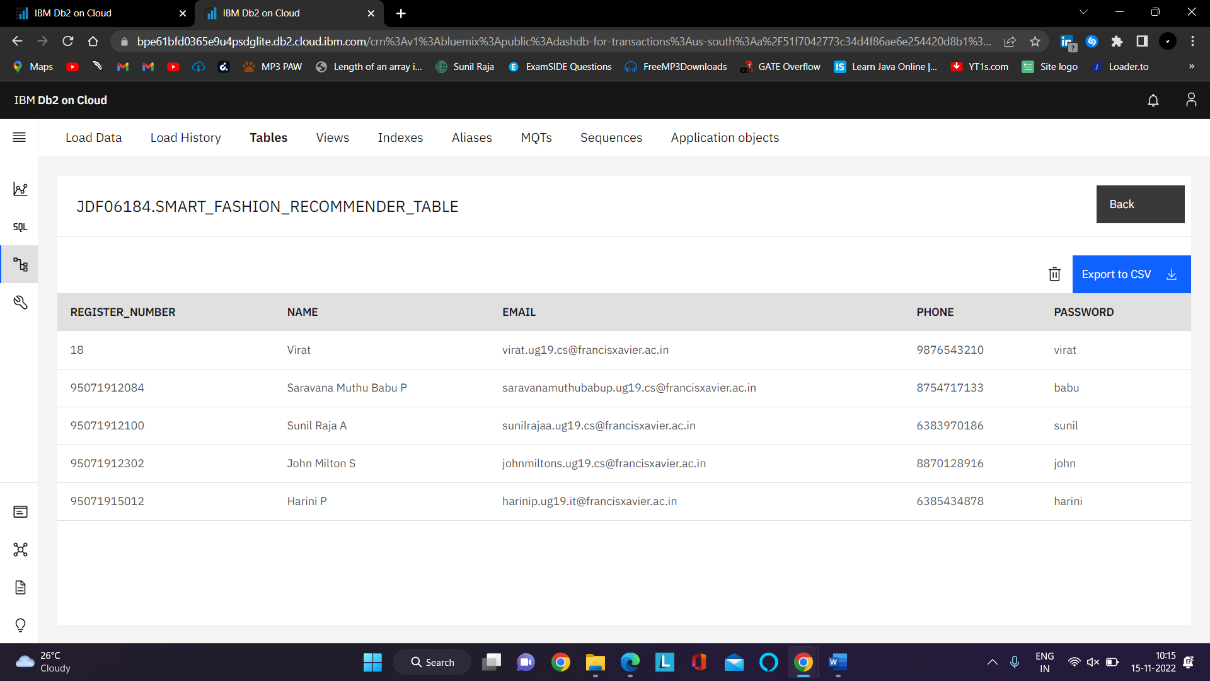 IBM Db2 on Cloud
IBM Db2 on Cloud
bpe61bfd0365e9u4psdglite.db2.cloud.ibm.com/crn%3Av1%3Abluemix%3Apublic%3Adashdb-for-transactions%3Aus-south%3Aa%2F51f7042773c34d4f86ae6e254420d8b1%3...
Maps
MP3 PAW
Length of an array i...
Sunil Raja
ExamSIDE Questions
FreeMP3Downloads
GATE Overflow
Learn Java Online |...
YT1s.com
Site logo
Loader.to
»
IBM Db2 on Cloud
Load Data
Load History
Tables
Views
Indexes
Aliases
MQTs
Sequences
Application objects
SQL
JDF06184.SMART_FASHION_RECOMMENDER_TABLE
Back
Export to CSV
REGISTER_NUMBER NAME EMAIL PHONE PASSWORD
18 Virat virat.ug19.cs@francisxavier.ac.in 9876543210 virat
95071912084 Saravana Muthu Babu P saravanamuthubabup.ug19.cs@francisxavier.ac.in 8754717133 babu
95071912100 Sunil Raja A sunilrajaa.ug19.cs@francisxavier.ac.in 6383970186 sunil
95071912302 John Milton S johnmiltons.ug19.cs@francisxavier.ac.in 8870128916 john
95071915012 Harini P harinip.ug19.it@francisxavier.ac.in 6385434878 harini
26°C
Cloudy
Search
ENG
IN
10:15
15-11-2022